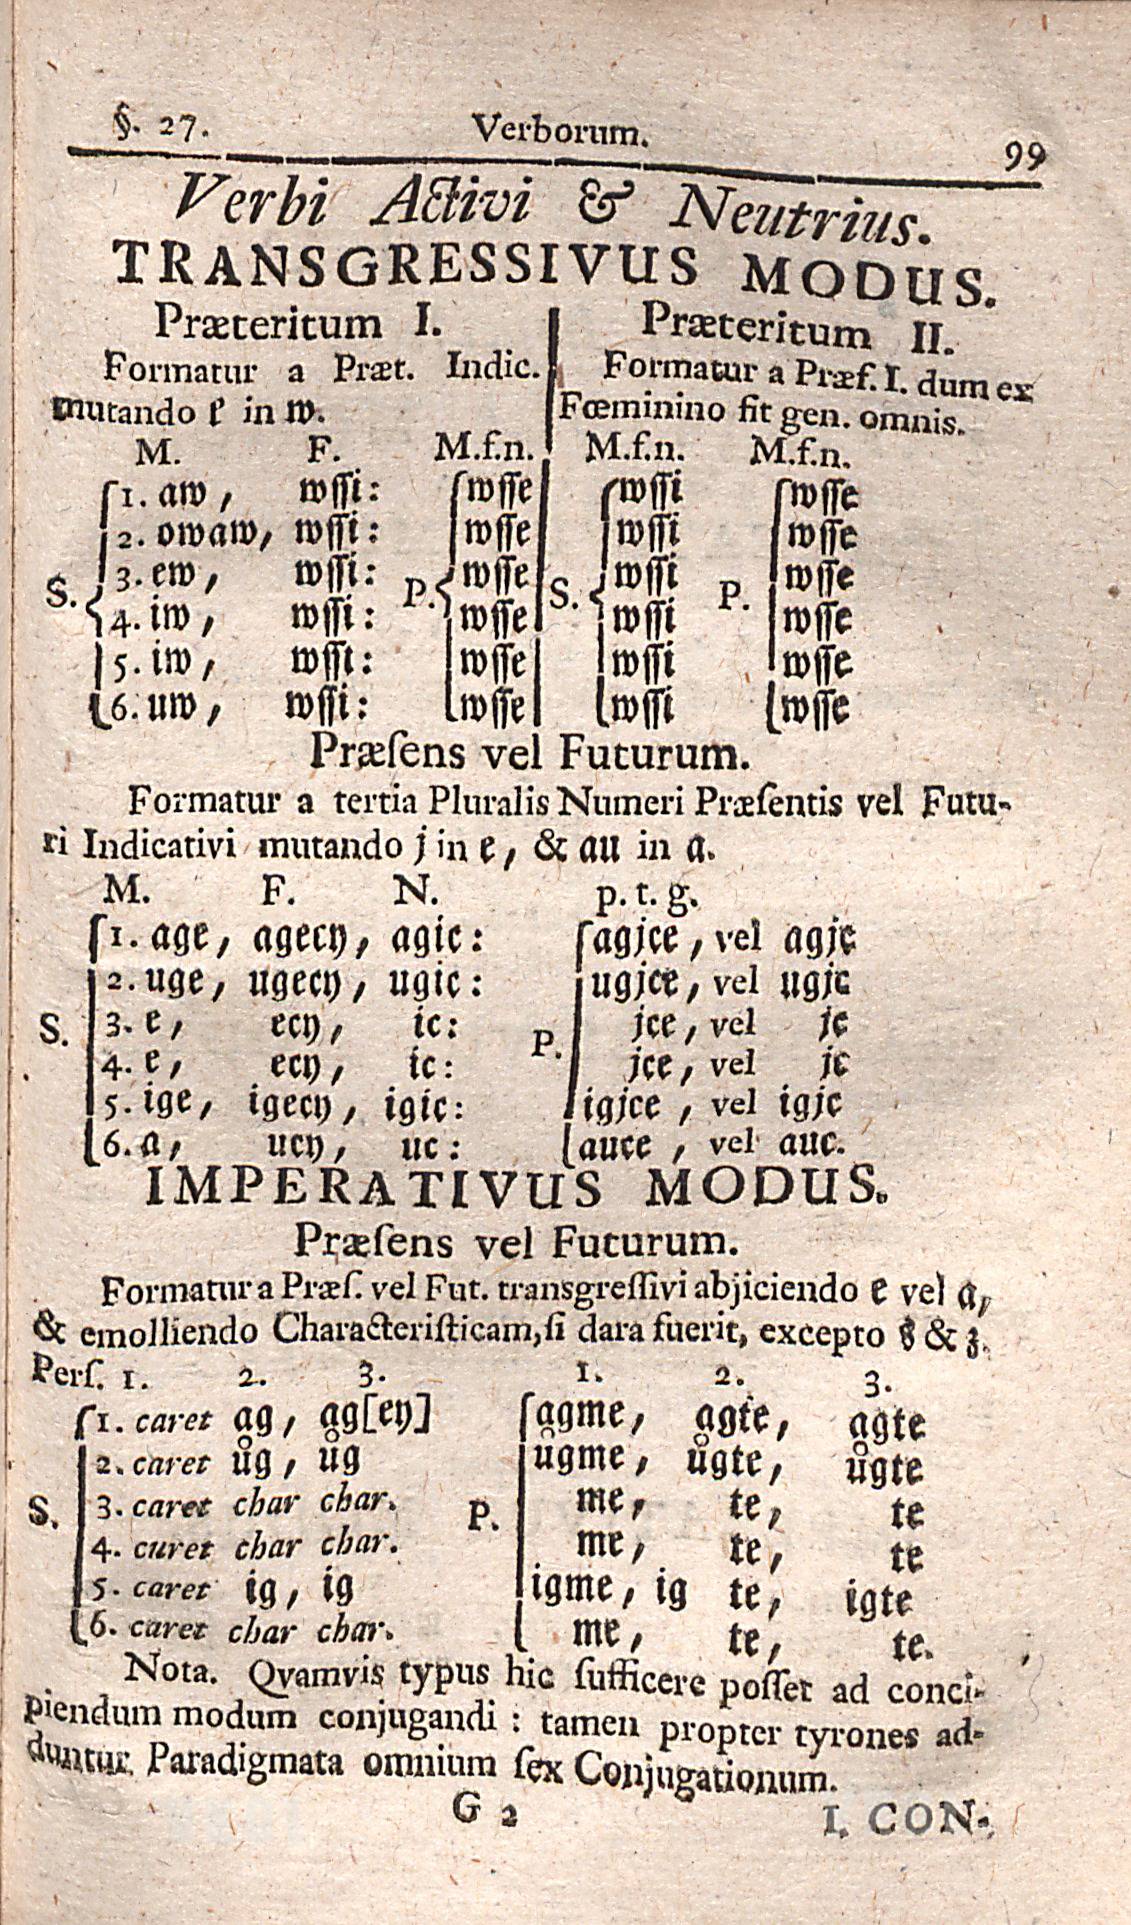 §. 27. Verborum. 99
Verbi Activi & Neutrius.
TRANSGRESSIVUS MODUS.
Præteritum I. Præteritum II.
Formatur a Præt. Indic. Formatur a Præſ. I. dum ex
mutando ł in w. Fœminino fit gen. omnis.
M. F. M.f.n. M.f.n. M.f.n.
1. aw, wſſi: wſſe wſſi wſſe
2. owaw, wſſi: wſſe wſſi wſſe
3. ew, wſſi: wſſe wſſi wſſe
S. P. S. P.
4. iw, wſſi: wſſe wſſi wſſe
5. iw, wſſi: wſſe wſſi wſſe
6. uw, wſſi: wſſe wſſi wſſe
Præſens vel Futurum.
Formatur a tertia Pluralis Numeri Præſentis vel Futu-
ri Indicativi mutando j in e, & au in a.
M. F. N. p. t. g.
1. age, agecy, agic: agjce, vel agjc
2. uge, ugecy, ugic: ugjce, vel ugjc
S. 3. e, ecy, ic: P. jce, vel jc
4. e, ecy, ic: jce, vel jc
5. ige, igecy, igic: igjce, vel igjc
6. a, ucy, uc: auce, vel auc.
IMPERATIVUS MODUS.
Præſens vel Futurum.
Formatur a Præſ. vel Fut. transgreſſivi abjiciendo e vel a,
& emolliendo Characteriſticam, ſi dara fuerit, excepto & z.
Perſ. 1. 2. 3. 1. 2. 3.
1. caret ag, ag[ey] agme, agte, agte
2. caret ůg, ůg ůgme, ůgte, ůgte
S. 3. caret char char. P. me, te, te
4. curet char char. me, te, te
5. caret ig, ig igme, ig te, igte
6. caret char char. me, te, te.
Nota. Qvamvis typus hic ſufficere poſſet ad conci-
piendum modum conjugandi: tamen propter tyrones ad-
duntur Paradigmata omnium ſex Conjugationum.
G 2 I. CON-